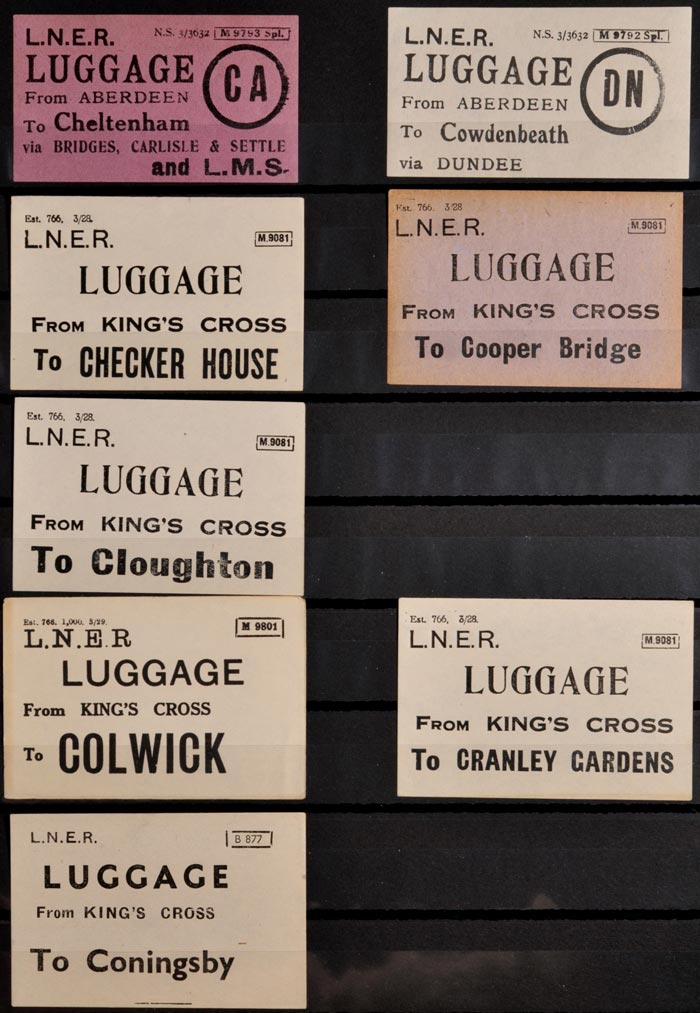 L.N.E.R. N.S. 3/3632 M 9793 Spl.
LUGGAGE CA
From ABERDEEN
To Cheltenham
via BRIDGES, CARLISLE & SETTLE
and L.M.S.
L.N.E.R. N.S. 3/3632 M 9792 Spl.
LUGGAGE DN
From ABERDEEN
To Cowdenbeath
via DUNDEE
Est. 766, 3/28.
L.N.E.R. M.9081
LUGGAGE
FROM KING'S CROSS
To CHECKER HOUSE
Est. 766, 3/28
L.N.E.R. M.9081
LUGGAGE
FROM KING'S CROSS
To Cooper Bridge
Est. 766, 3/28.
L.N.E.R. M.9081
LUGGAGE
FROM KING'S CROSS
To Cloughton
Est. 766. 1,000. 3/29.
L.N.E.R M 9801
LUGGAGE
From KING'S CROSS
To COLWICK
Est. 766, 3/28.
L.N.E.R. M.9081
LUGGAGE
FROM KING'S CROSS
To CRANLEY GARDENS
L.N.E.R. B 877
LUGGAGE
From KING'S CROSS
To Coningsby